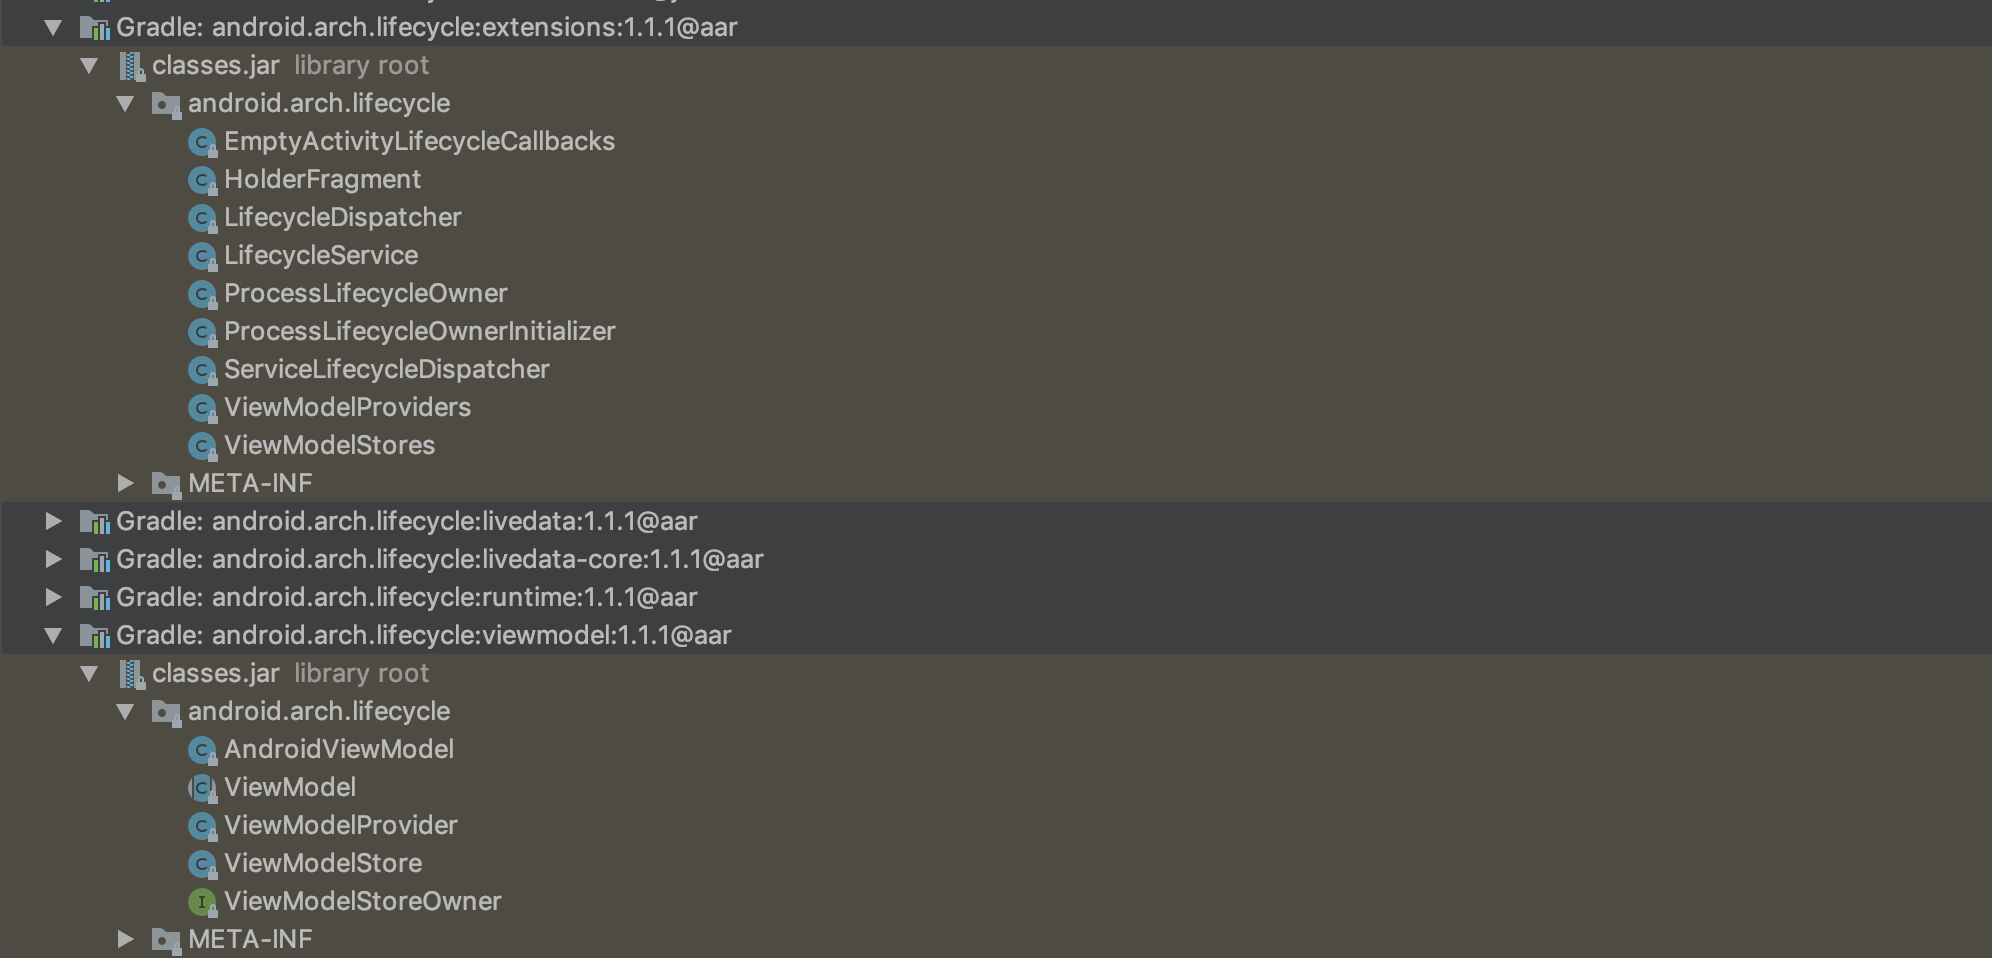 Gradle: android.arch.lifecycle:extensions:1.1.1@aar
classes.jar library root
android.arch.lifecycle
C EmptyActivityLifecycleCallbacks
C HolderFragment
C LifecycleDispatcher
C LifecycleService
C ProcessLifecycleOwner
C ProcessLifecycleOwnerInitializer
C ServiceLifecycleDispatcher
C ViewModelProviders
C ViewModelStores
META-INF
Gradle: android.arch.lifecycle:livedata:1.1.1@aar
Gradle: android.arch.lifecycle:livedata-core:1.1.1@aar
Gradle: android.arch.lifecycle:runtime:1.1.1@aar
Gradle: android.arch.lifecycle:viewmodel:1.1.1@aar
classes.jar library root
android.arch.lifecycle
C AndroidViewModel
C ViewModel
C ViewModelProvider
C ViewModelStore
I ViewModelStoreOwner
META-INF